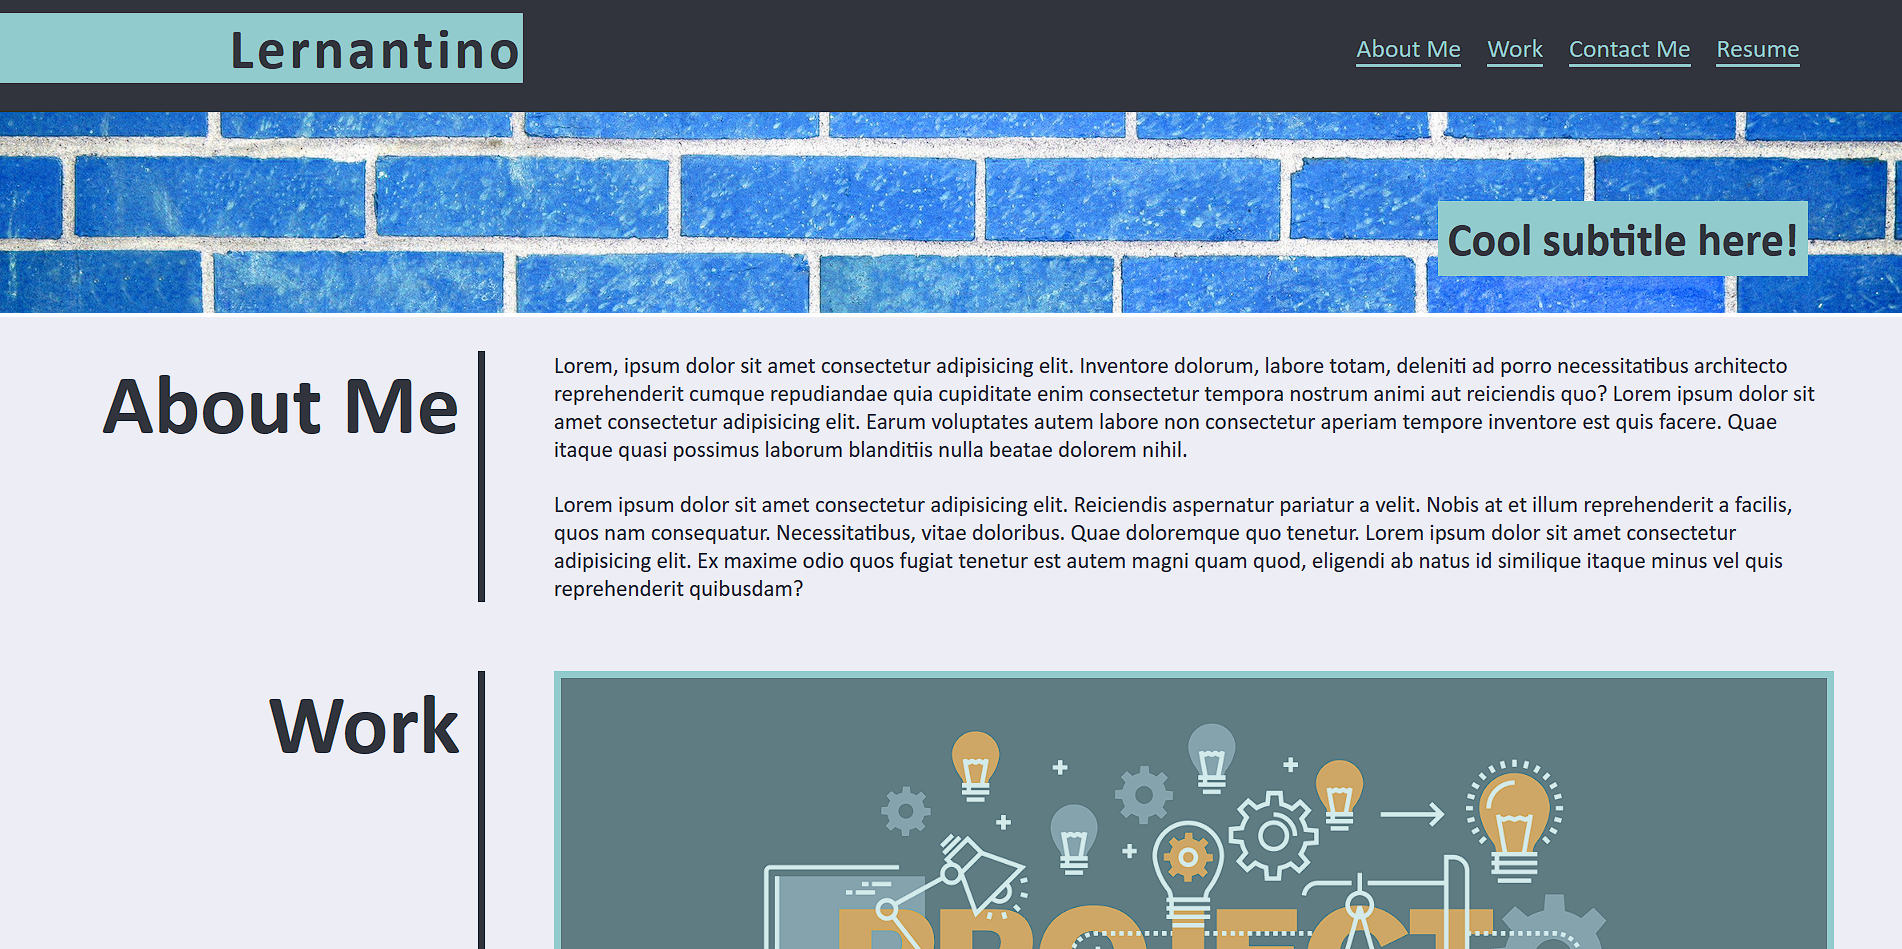 Lernantino
About Me Work Contact Me Resume
Cool subtitle here!
About Me
Lorem, ipsum dolor sit amet consectetur adipisicing elit. Inventore dolorum, labore totam, deleniti ad porro necessitatibus architecto
reprehenderit cumque repudiandae quia cupiditate enim consectetur tempora nostrum animi aut reiciendis quo? Lorem ipsum dolor sit
amet consectetur adipisicing elit. Earum voluptates autem labore non consectetur aperiam tempore inventore est quis facere. Quae
itaque quasi possimus laborum blanditiis nulla beatae dolorem nihil.
Lorem ipsum dolor sit amet consectetur adipisicing elit. Reiciendis aspernatur pariatur a velit. Nobis at et illum reprehenderit a facilis,
quos nam consequatur. Necessitatibus, vitae doloribus. Quae doloremque quo tenetur. Lorem ipsum dolor sit amet consectetur
adipisicing elit. Ex maxime odio quos fugiat tenetur est autem magni quam quod, eligendi ab natus id similique itaque minus vel quis
reprehenderit quibusdam?
Work
PROJECT